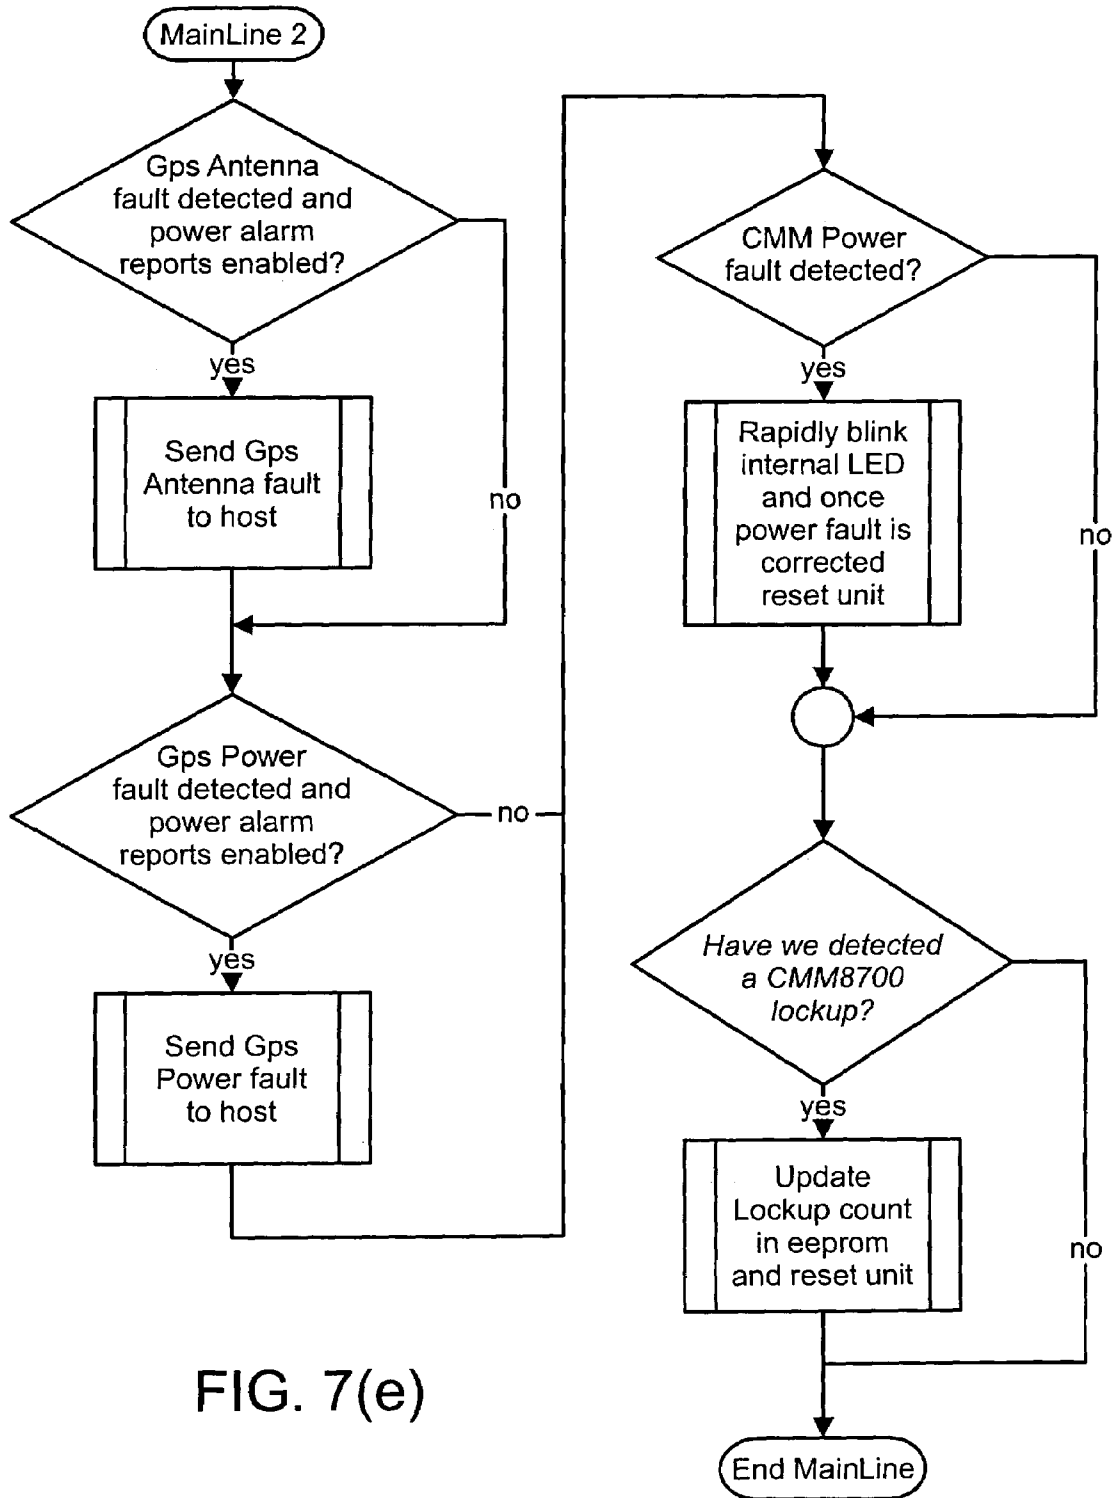 MainLine 2
Gps Antenna
fault detected and
power alarm
reports enabled?
yes
no
Send Gps
Antenna fault
to host
Gps Power
fault detected and
power alarm
reports enabled?
no
yes
Send Gps
Power fault
to host
CMM Power
fault detected?
yes
no
Rapidly blink
internal LED
and once
power fault is
corrected
reset unit
Have we detected
a CMM8700
lockup?
yes
no
Update
Lockup count
in eeprom
and reset unit
End MainLine
FIG. 7(e)